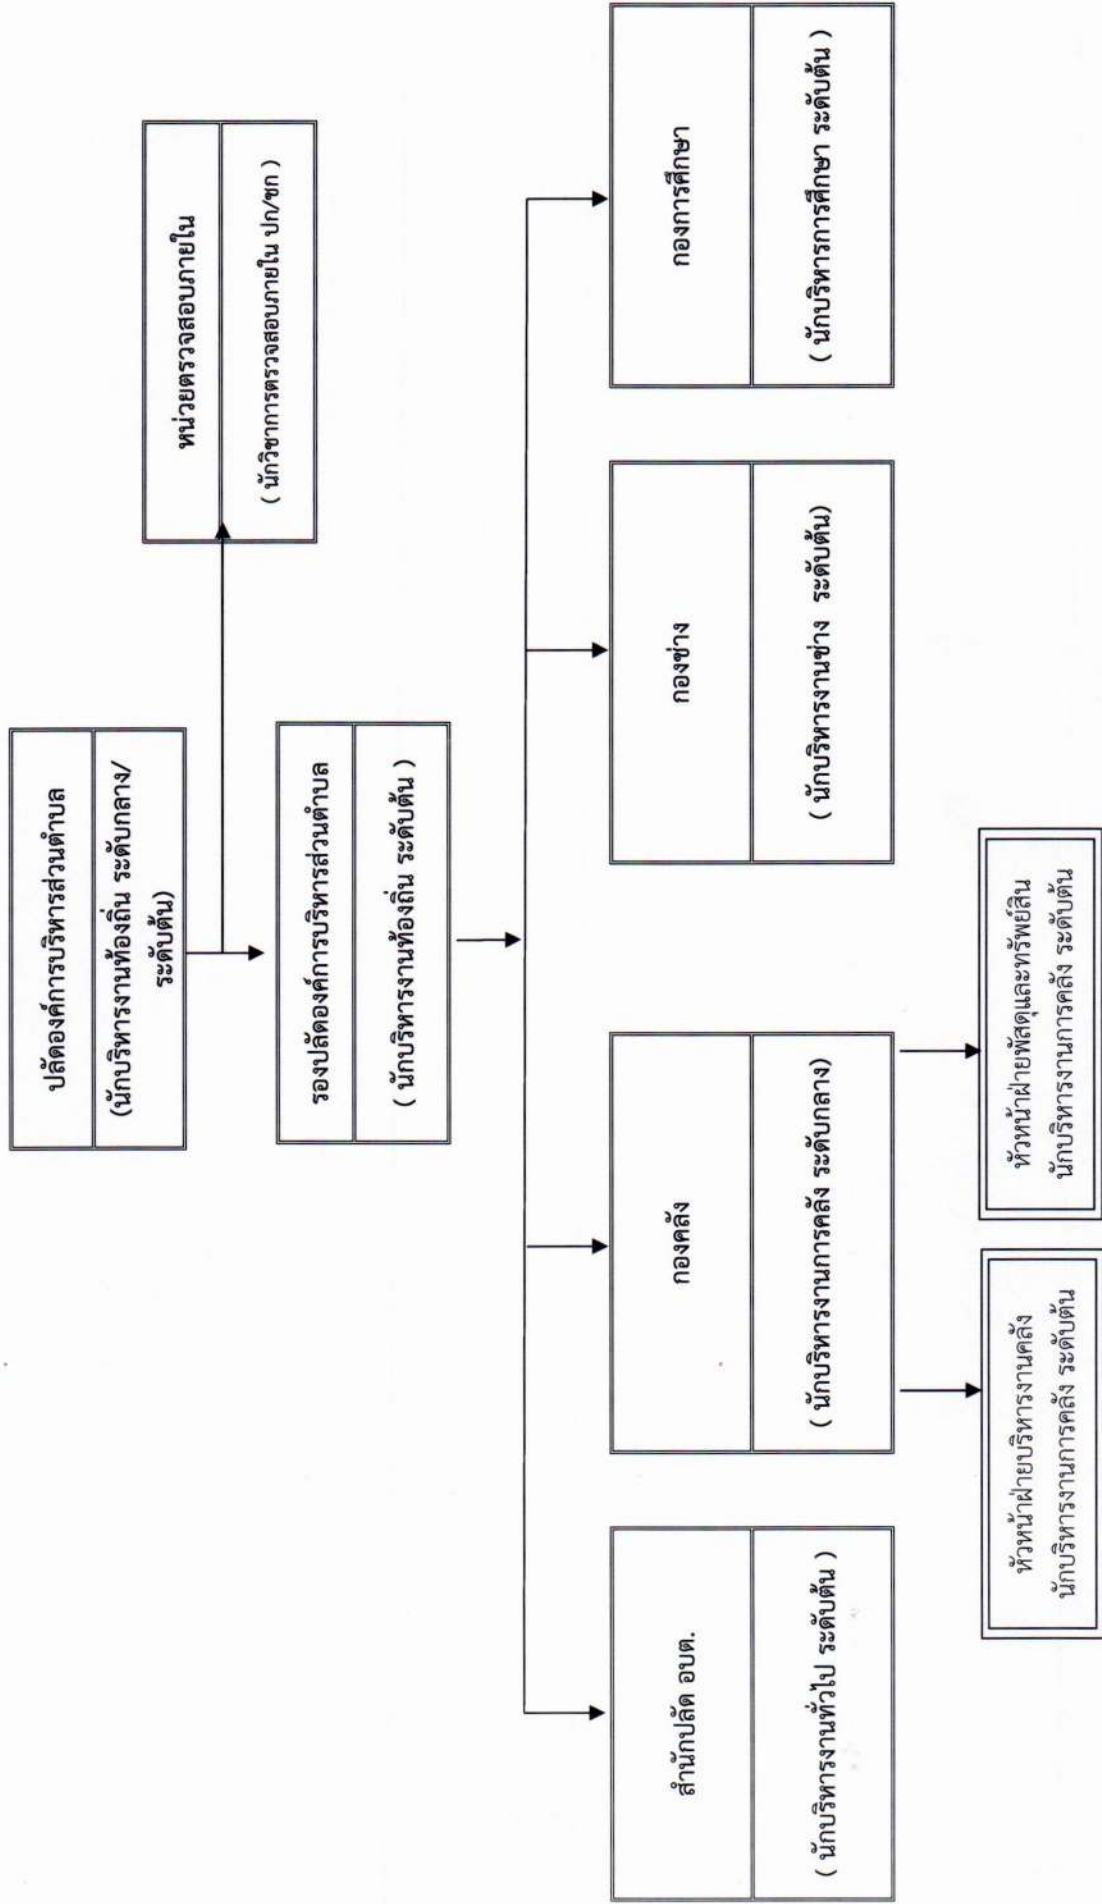 ปลัดองค์การบริหารส่วนตำบล
(นักบริหารงานท้องถิ่น ระดับกลาง/
ระดับต้น)
หน่วยตรวจสอบภายใน
( นักวิชาการตรวจสอบภายใน ปก/ชก )
รองปลัดองค์การบริหารส่วนตำบล
( นักบริหารงานท้องถิ่น ระดับต้น )
สำนักปลัด อบต.
( นักบริหารงานทั่วไป ระดับต้น )
กองคลัง
( นักบริหารงานการคลัง ระดับกลาง)
กองช่าง
( นักบริหารงานช่าง ระดับต้น)
กองการศึกษา
( นักบริหารการศึกษา ระดับต้น )
หัวหน้าฝ่ายบริหารงานคลัง
นักบริหารงานการคลัง ระดับต้น
หัวหน้าฝ่ายพัสดุและทรัพย์สิน
นักบริหารงานการคลัง ระดับต้น